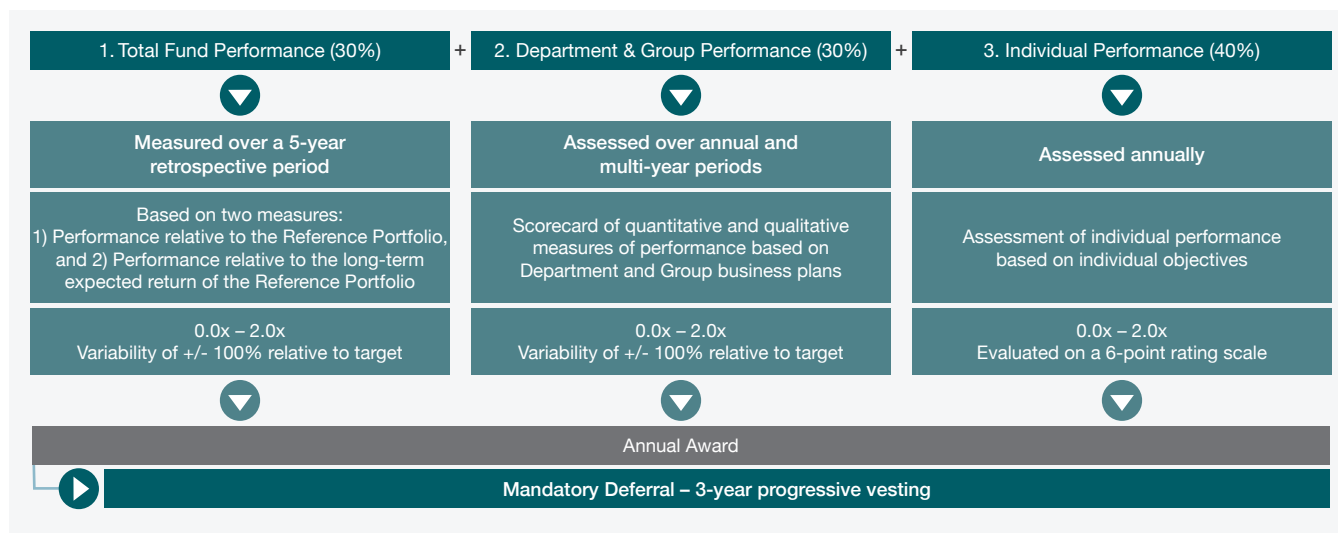 1. Total Fund Performance (30%) + 2. Department & Group Performance (30%) + 3. Individual Performance (40%)
Measured over a 5-year
retrospective period
Assessed over annual and
multi-year periods
Assessed annually
Based on two measures:
1) Performance relative to the Reference Portfolio,
and 2) Performance relative to the long-term
expected return of the Reference Portfolio
Scorecard of quantitative and qualitative
measures of performance based on
Department and Group business plans
Assessment of individual performance
based on individual objectives
0.0x – 2.0x
Variability of +/- 100% relative to target
0.0x – 2.0x
Variability of +/- 100% relative to target
0.0x – 2.0x
Evaluated on a 6-point rating scale
Annual Award
Mandatory Deferral – 3-year progressive vesting